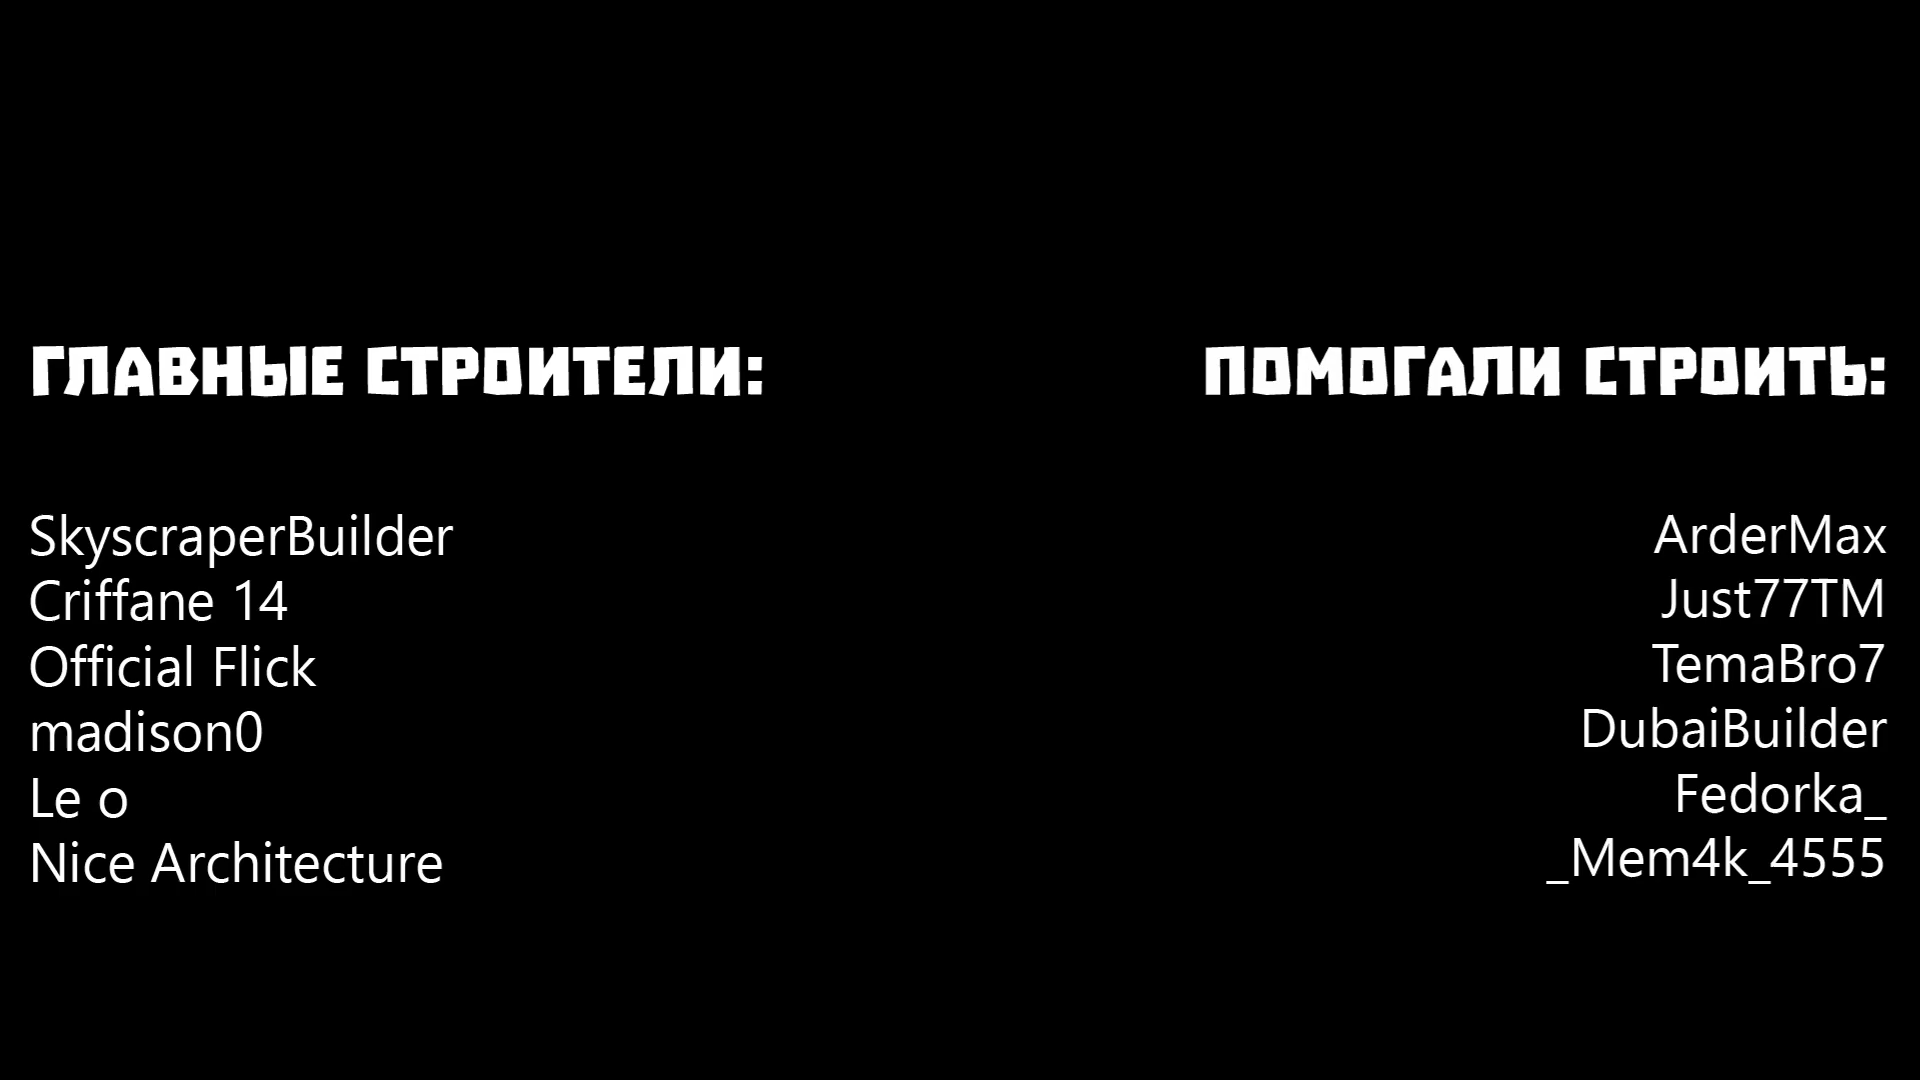 ГЛАВНЫЕ СТРОИТЕЛИ:
SkyscraperBuilder
Criffane 14
Official Flick
madison0
Le o
Nice Architecture
ПОМОГАЛИ СТРОИТЬ:
ArderMax
Just77TM
TemaBro7
DubaiBuilder
Fedorka_
_Mem4k_4555